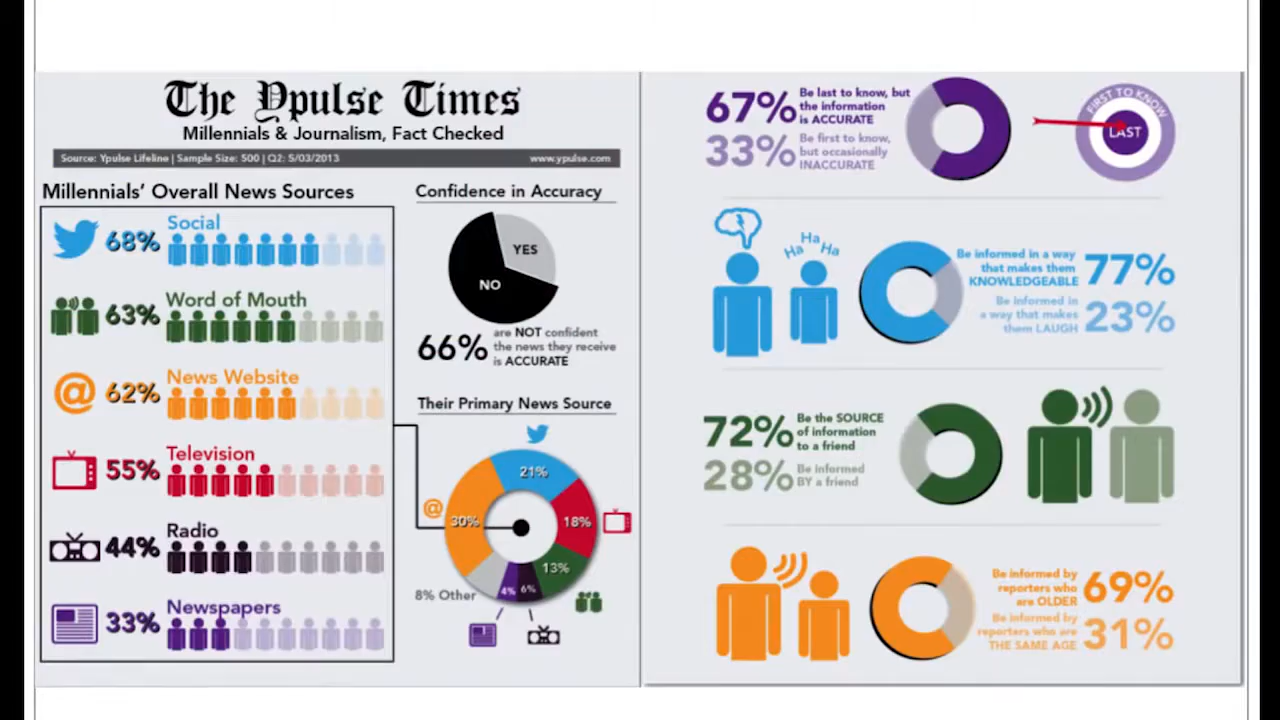 The Ypulse Times
Millennials & Journalism, Fact Checked
Source: Ypulse Lifeline | Sample Size: 500 | Q2: 5/03/2013
www.ypulse.com
Millennials' Overall News Sources
68%
Social
63%
Word of Mouth
62%
News Website
55%
Television
44%
Radio
33%
Newspapers
Confidence in Accuracy
YES
NO
66%
are NOT confident
the news they receive
is ACCURATE
Their Primary News Source
21%
30%
18%
13%
4%
6%
8% Other
67%
Be last to know, but
the information
is ACCURATE
33%
Be first to know,
but occasionally
INACCURATE
FIRST TO KNOW
LAST
Ha
Ha
Ha
Be informed in a way
that makes them
KNOWLEDGEABLE
77%
Be informed in
a way that makes
them LAUGH
23%
72%
Be the SOURCE
of information
to a friend
28%
Be informed
BY a friend
Be informed by
reporters who
are OLDER
69%
Be informed by
reporters who are
THE SAME AGE
31%